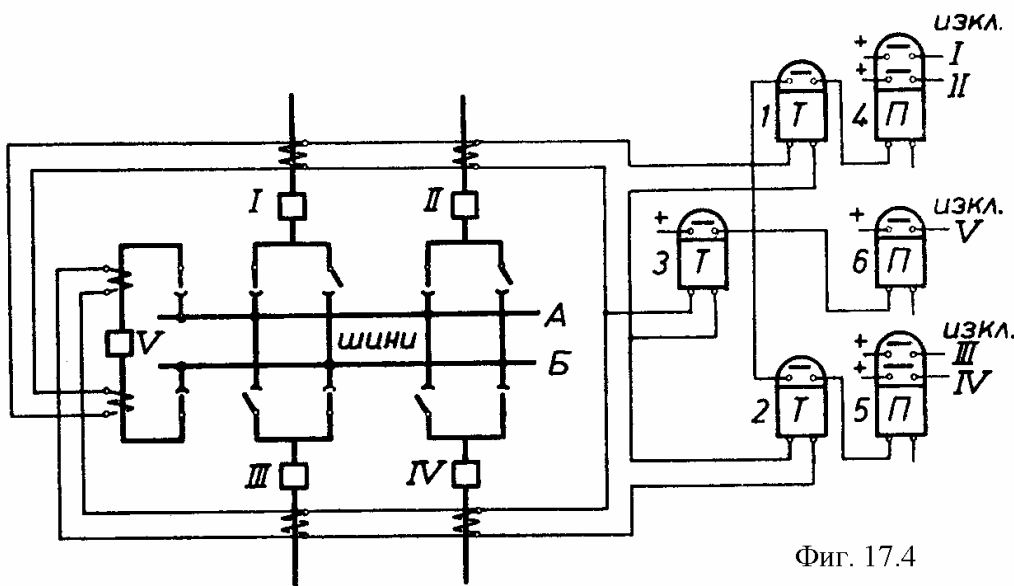 изкл.
+ I
+ II
1 Т
4 П
I
II
изкл.
+
3 Т
+ V
6 П
V
А
шини
Б
изкл.
+ III
+ IV
2 Т
5 П
III
IV
Фиг. 17.4